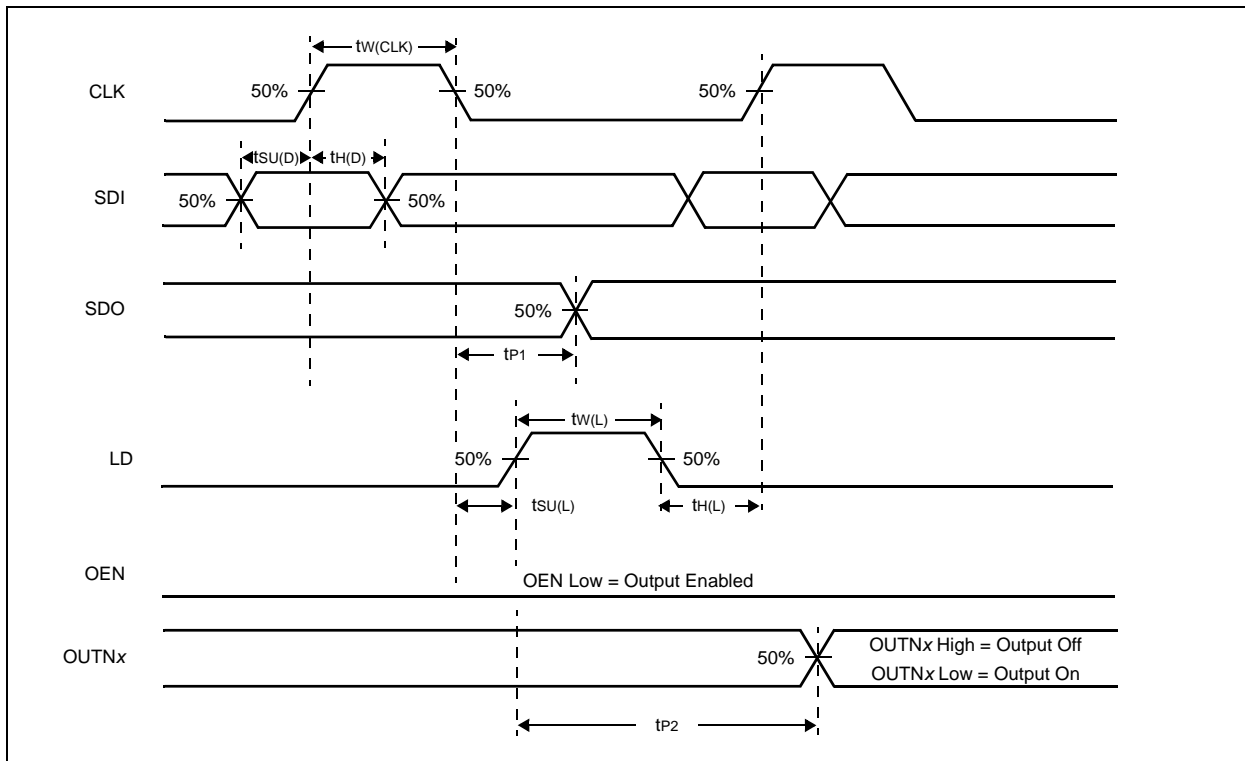 tW(CLK)
CLK
50%
50%
50%
tSU(D)
tH(D)
SDI
50%
50%
SDO
50%
tP1
tW(L)
LD
50%
50%
tSU(L)
tH(L)
OEN
OEN Low = Output Enabled
OUTNx
50%
OUTNx High = Output Off
OUTNx Low = Output On
tP2